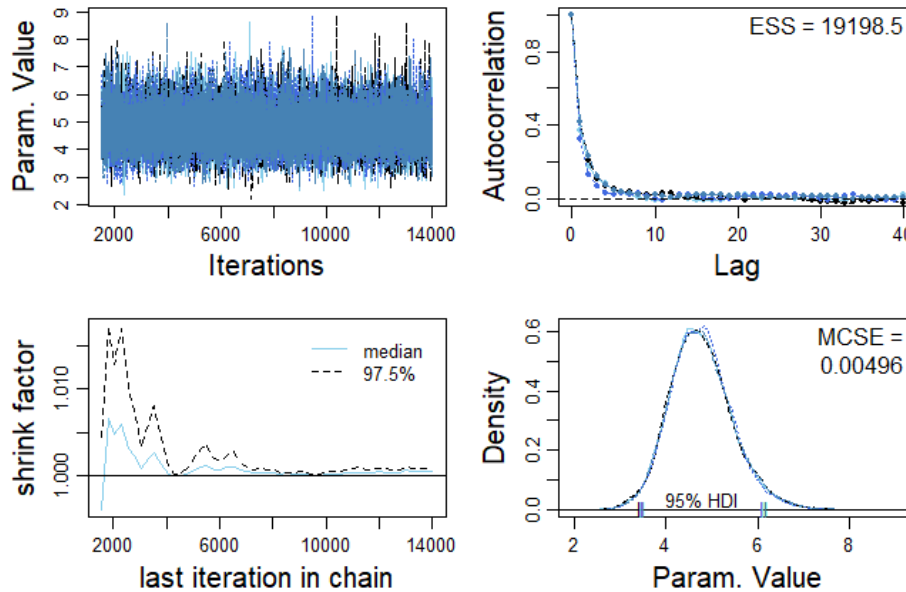 Param. Value
2 3 4 5 6 7 8 9
2000 6000 10000 14000
Iterations
Autocorrelation
0.0 0.4 0.8
ESS = 19198.5
0 10 20 30 40
Lag
shrink factor
1.000 1.010
median
97.5%
2000 6000 10000 14000
last iteration in chain
Density
0.0 0.2 0.4 0.6
MCSE =
0.00496
95% HDI
2 4 6 8
Param. Value